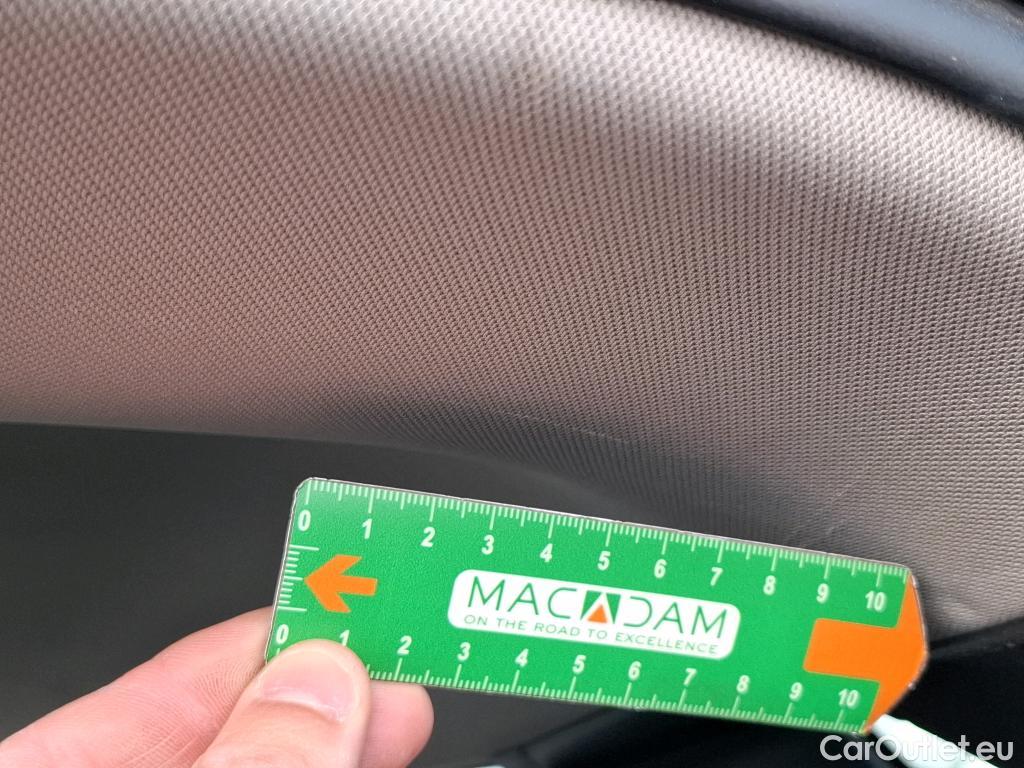 0 1 2 3 4 5 6 7 8 9 10
MACADAM
ON THE ROAD TO EXCELLENCE
0 1 2 3 4 5 6 7 8 9 10
CarOutlet.eu